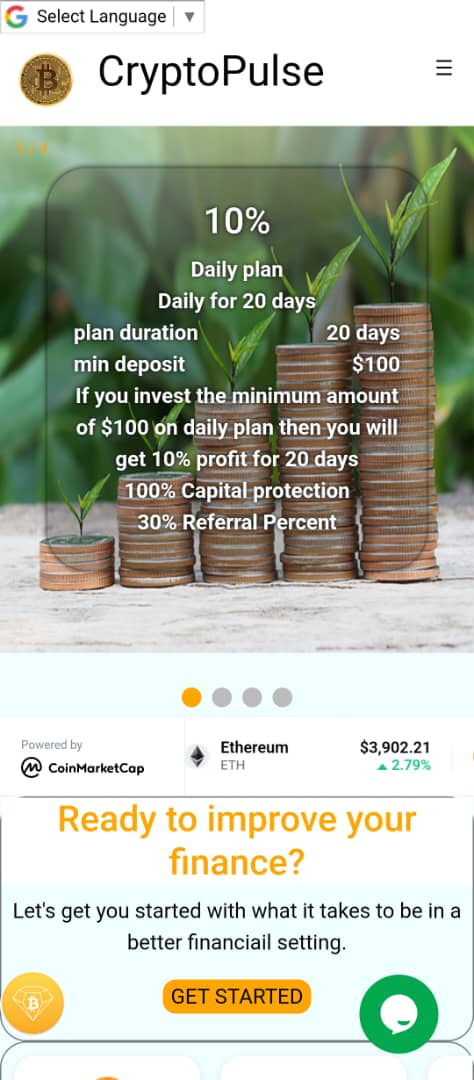 Select Language ▼
CryptoPulse
1 / 4
10%
Daily plan
Daily for 20 days
plan duration 20 days
min deposit $100
If you invest the minimum amount
of $100 on daily plan then you will
get 10% profit for 20 days
100% Capital protection
30% Referral Percent
Powered by
CoinMarketCap
Ethereum $3,902.21
ETH ▲ 2.79%
Ready to improve your
finance?
Let's get you started with what it takes to be in a
better financiail setting.
GET STARTED